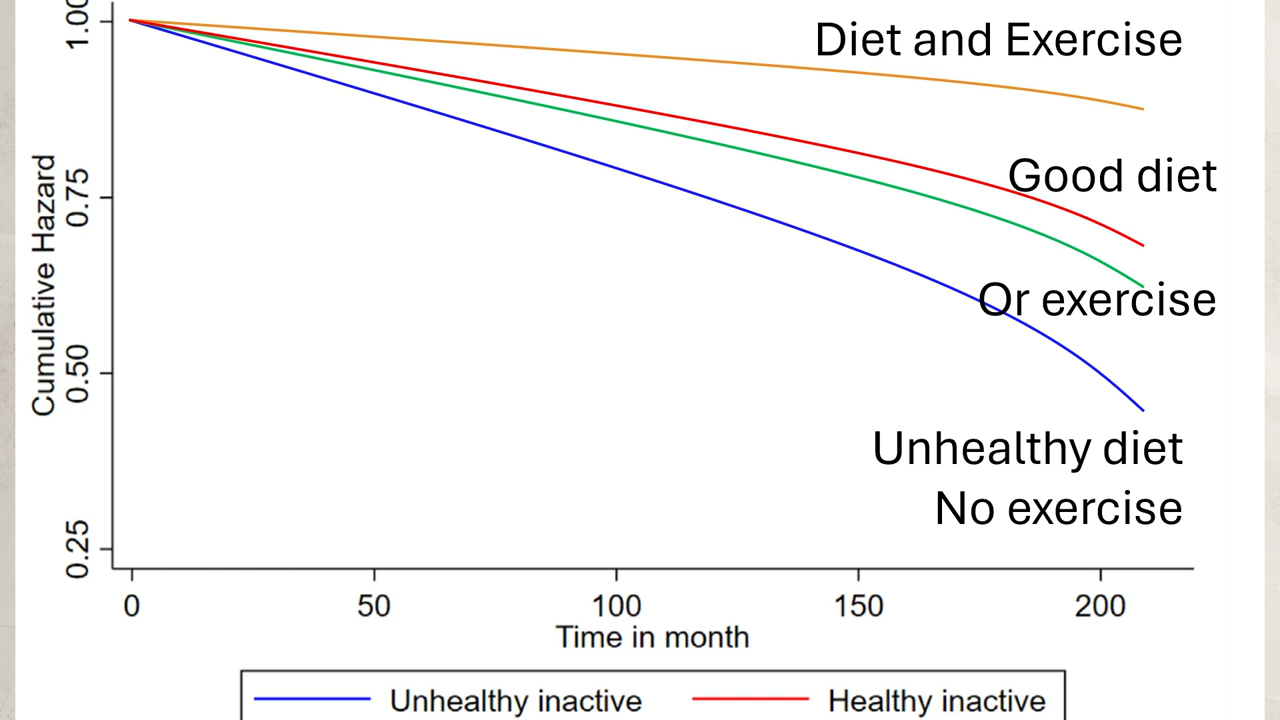 1.00
Diet and Exercise
Good diet
0.75
Cumulative Hazard
Or exercise
0.50
Unhealthy diet
No exercise
0.25
0 50 100 150 200
Time in month
Unhealthy inactive Healthy inactive